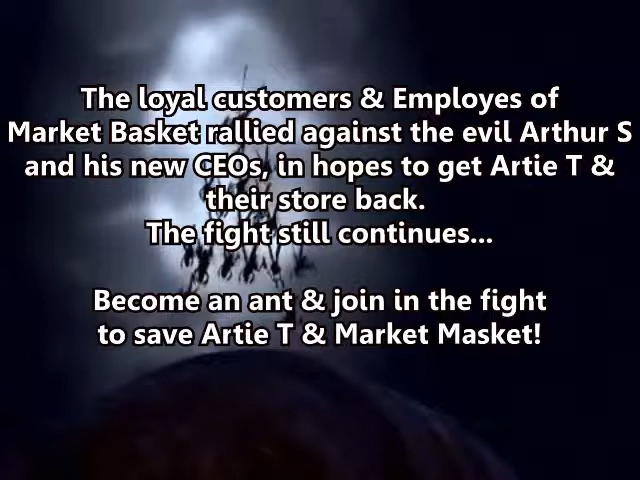 The loyal customers & Employes of
Market Basket rallied against the evil Arthur S
and his new CEOs, in hopes to get Artie T &
their store back.
The fight still continues...
Become an ant & join in the fight
to save Artie T & Market Masket!